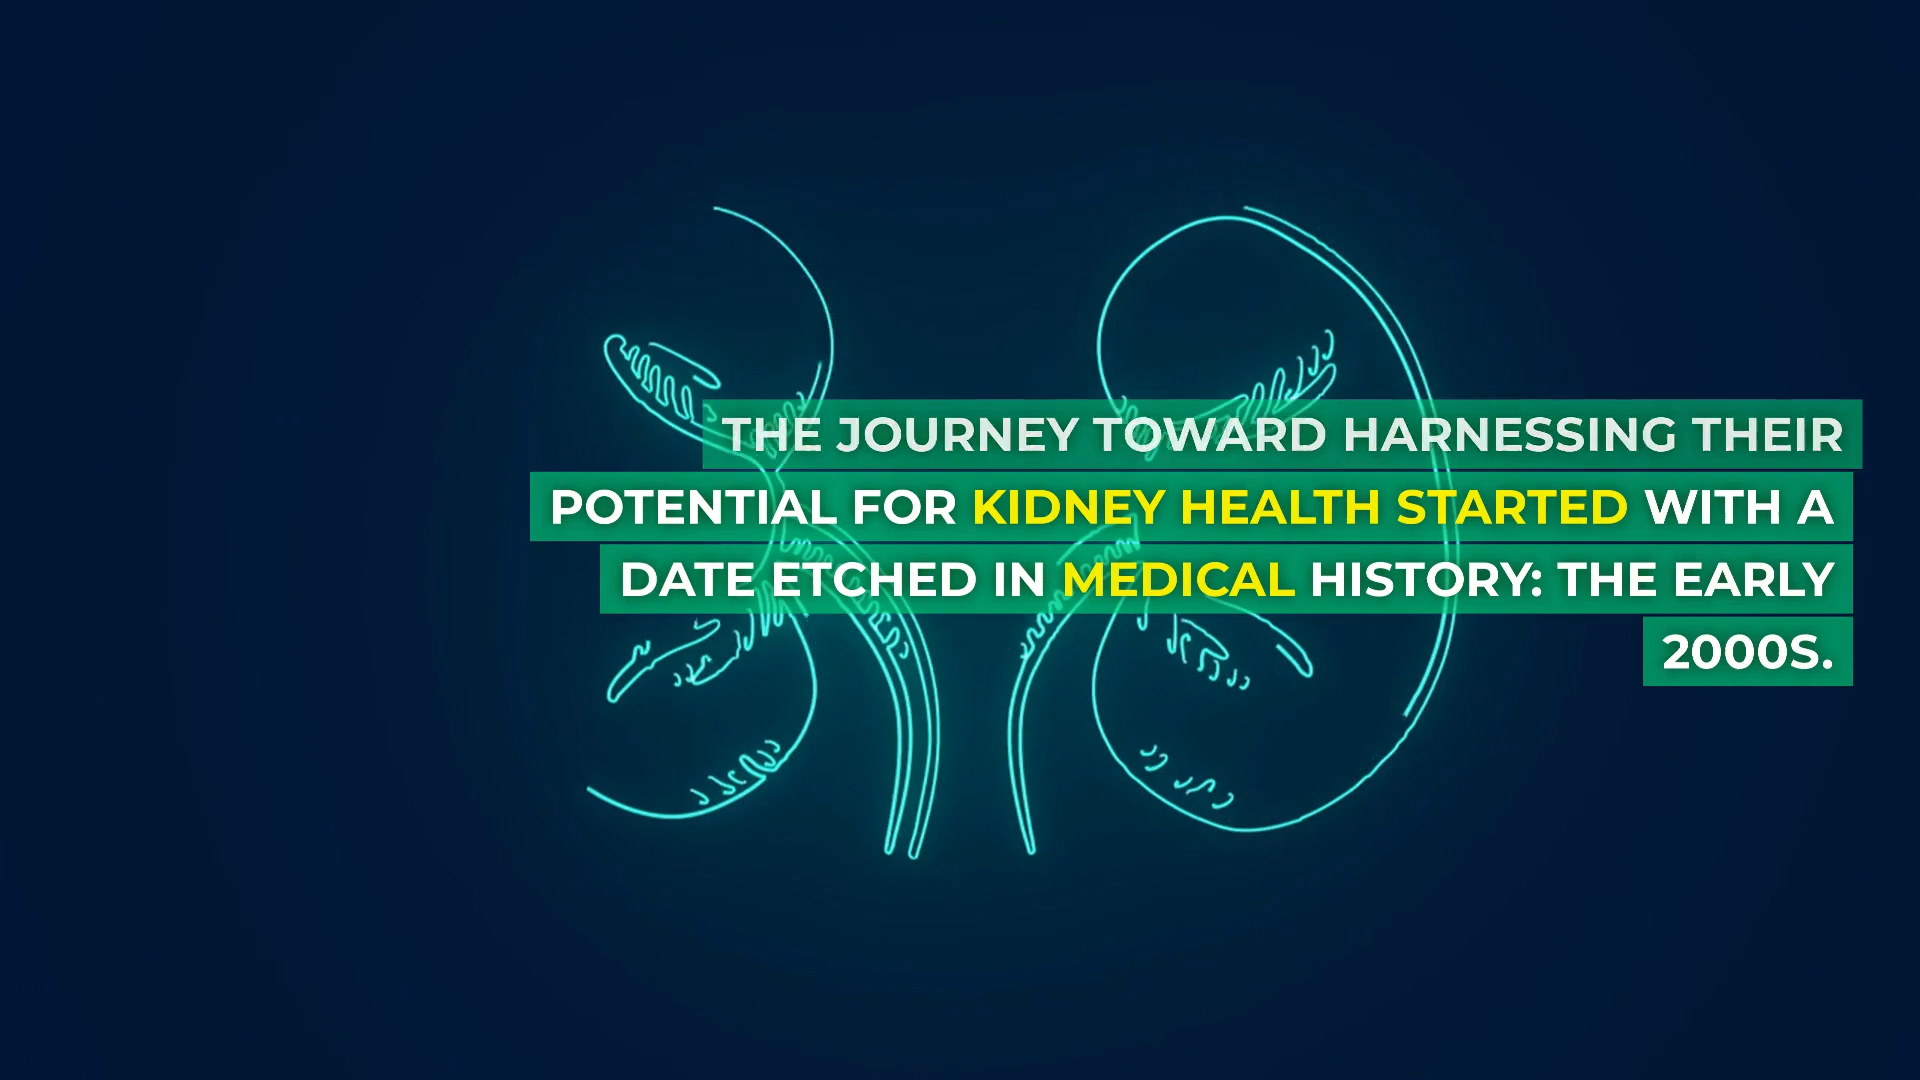 THE JOURNEY TOWARD HARNESSING THEIR
POTENTIAL FOR KIDNEY HEALTH STARTED WITH A
DATE ETCHED IN MEDICAL HISTORY: THE EARLY
2000S.